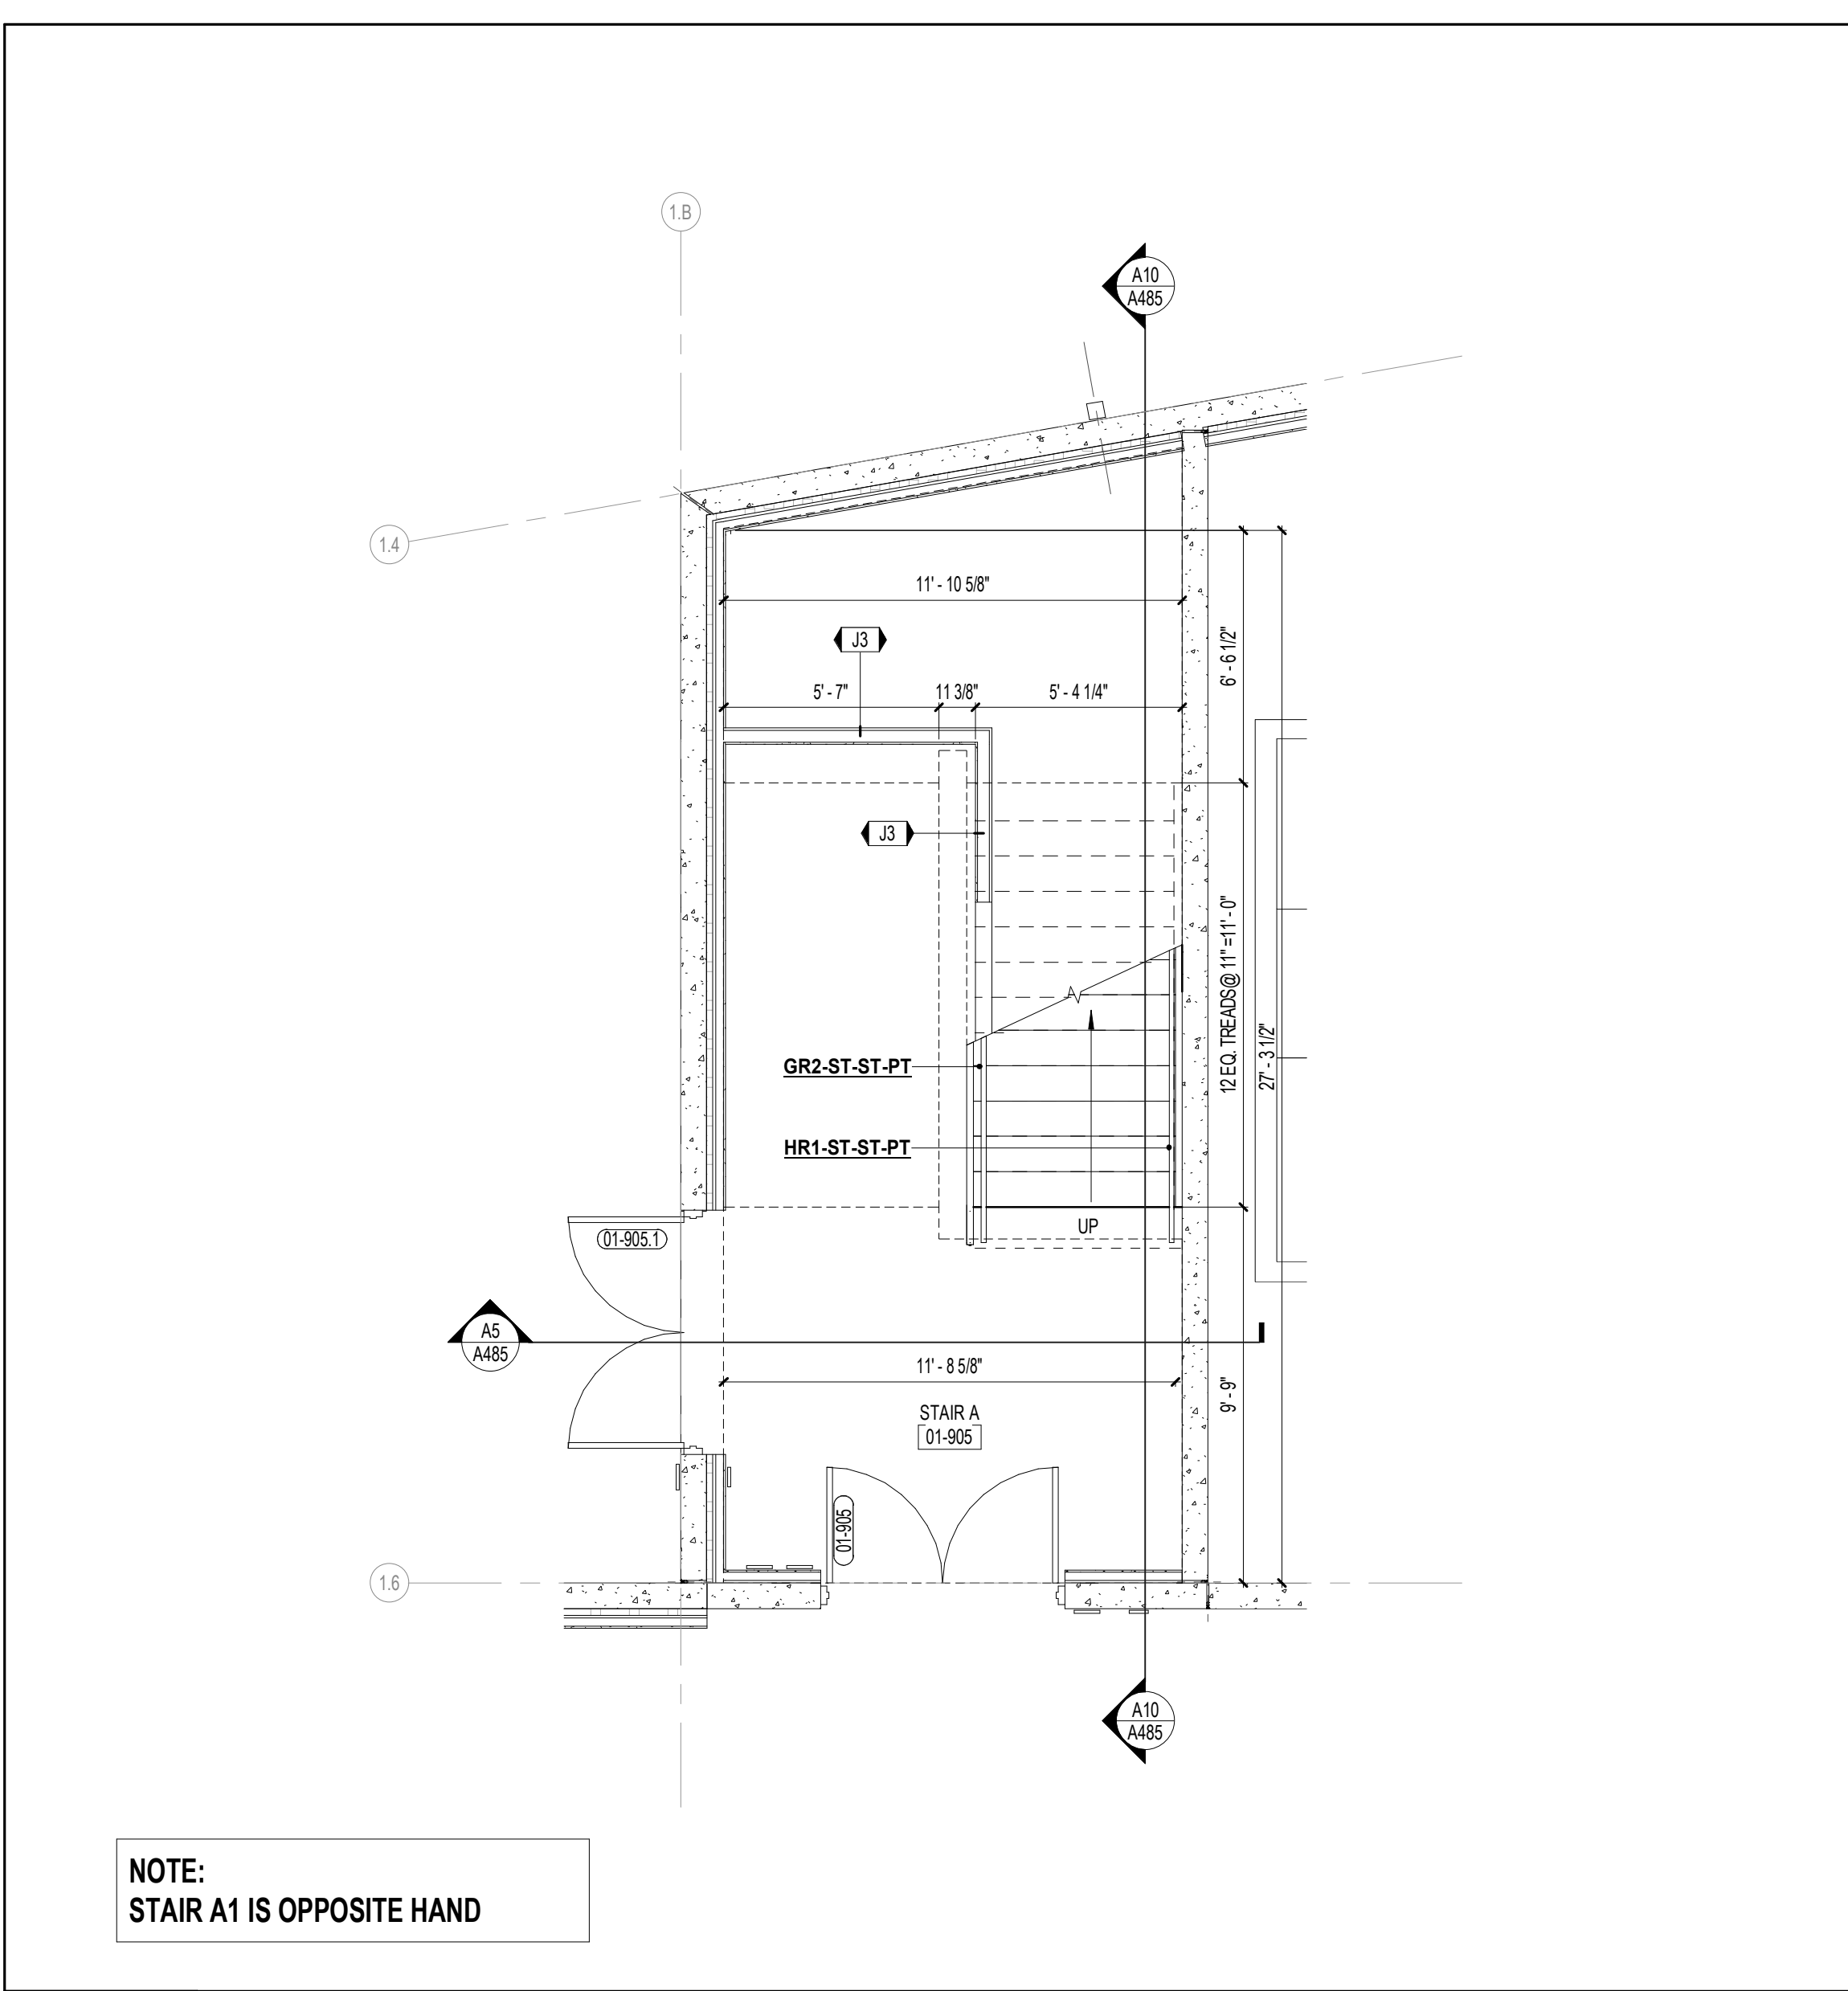 1.B
A10
A485
1.4
11' - 10 5/8"
J3
6' - 6 1/2"
5' - 7"
11 3/8"
5' - 4 1/4"
J3
12 EQ. TREADS @ 11" = 11' - 0"
27' - 3 1/2"
GR2-ST-ST-PT
HR1-ST-ST-PT
UP
01-905.1
A5
A485
11' - 8 5/8"
9' - 9"
STAIR A
01-905
01-905
1.6
A10
A485
NOTE:
STAIR A1 IS OPPOSITE HAND